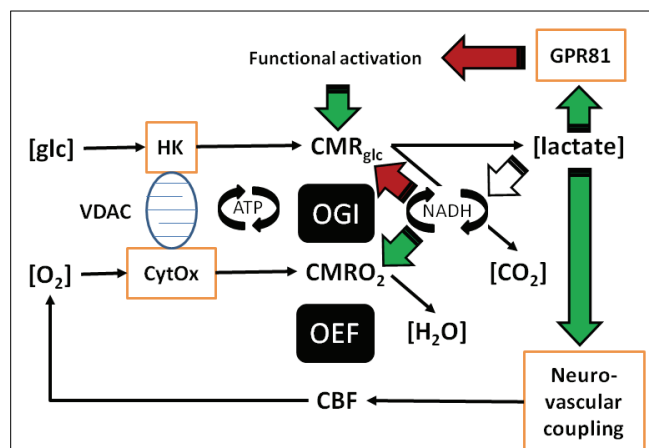 Functional activation
GPR81
[glc]
HK
CMRglc
[lactate]
VDAC
ATP
OGI
NADH
[O₂]
CytOx
CMRO₂
[CO₂]
OEF
[H₂O]
CBF
Neuro-
vascular
coupling